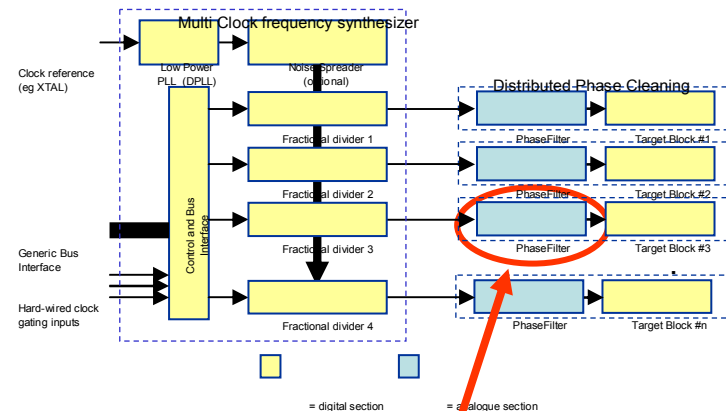 Multi Clock frequency synthesizer
Clock reference
(eg XTAL)
Low Power
PLL (DPLL)
Noise Spreader
(optional)
Distributed Phase Cleaning
Fractional divider 1
PhaseFilter
Target Block #1
Fractional divider 2
PhaseFilter
Target Block #2
Control and Bus
Interface
Fractional divider 3
PhaseFilter
Target Block #3
Generic Bus
Interface
Hard-wired clock
gating inputs
Fractional divider 4
PhaseFilter
Target Block #n
= digital section
= analogue section